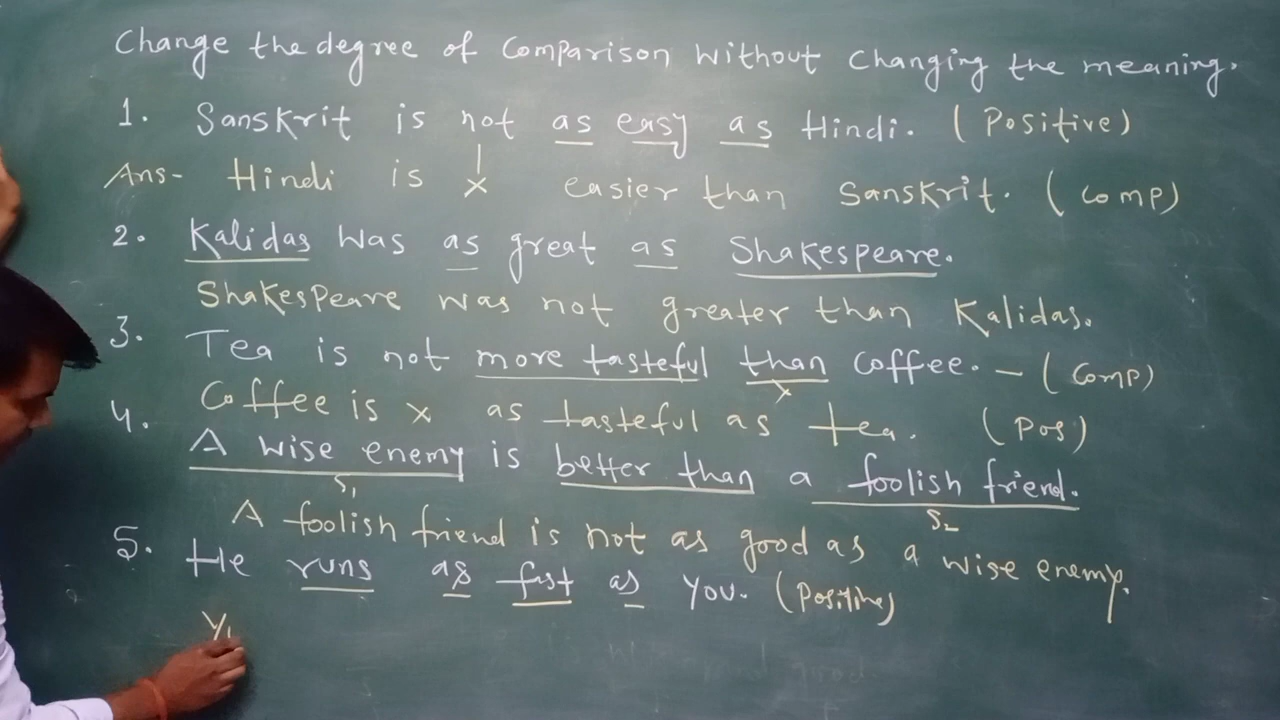 Change the degree of Comparison without changing the meaning.
1. Sanskrit is not as easy as Hindi. (Positive)
Ans- Hindi is x easier than Sanskrit. (Comp)
2. Kalidas was as great as Shakespeare.
Shakespeare was not greater than Kalidas.
3. Tea is not more tasteful than Coffee. - (Comp)
x
Coffee is x as tasteful as tea. (Pos)
4. A wise enemy is better than a foolish friend.
S1 S2
A foolish friend is not as good as a wise enemy.
5. He runs as fast as you. (Positive)